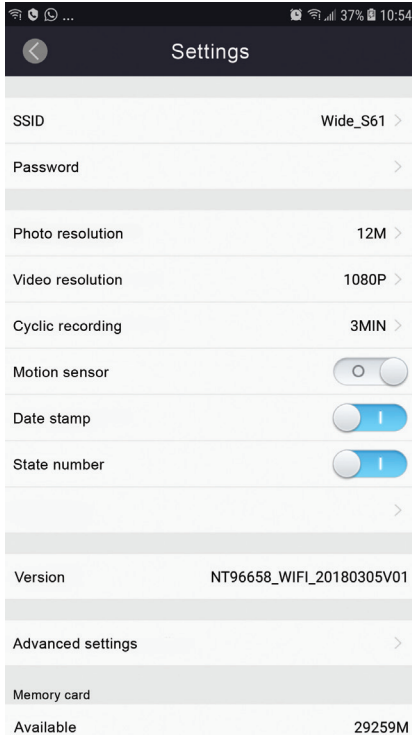 ... 37% 10:54
Settings
SSID Wide_S61
Password
Photo resolution 12M
Video resolution 1080P
Cyclic recording 3MIN
Motion sensor
Date stamp
State number
Version NT96658_WIFI_20180305V01
Advanced settings
Memory card
Available 29259M